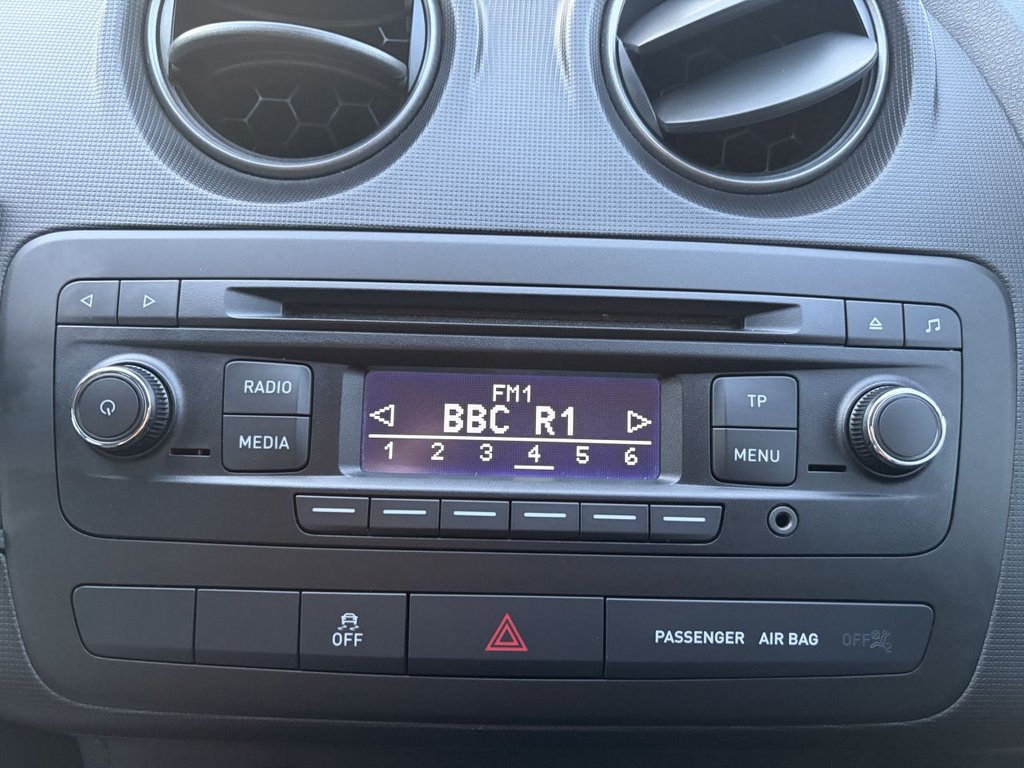 FM1
RADIO
BBC R1
TP
MEDIA
1 2 3 4 5 6
MENU
OFF
PASSENGER AIR BAG OFF